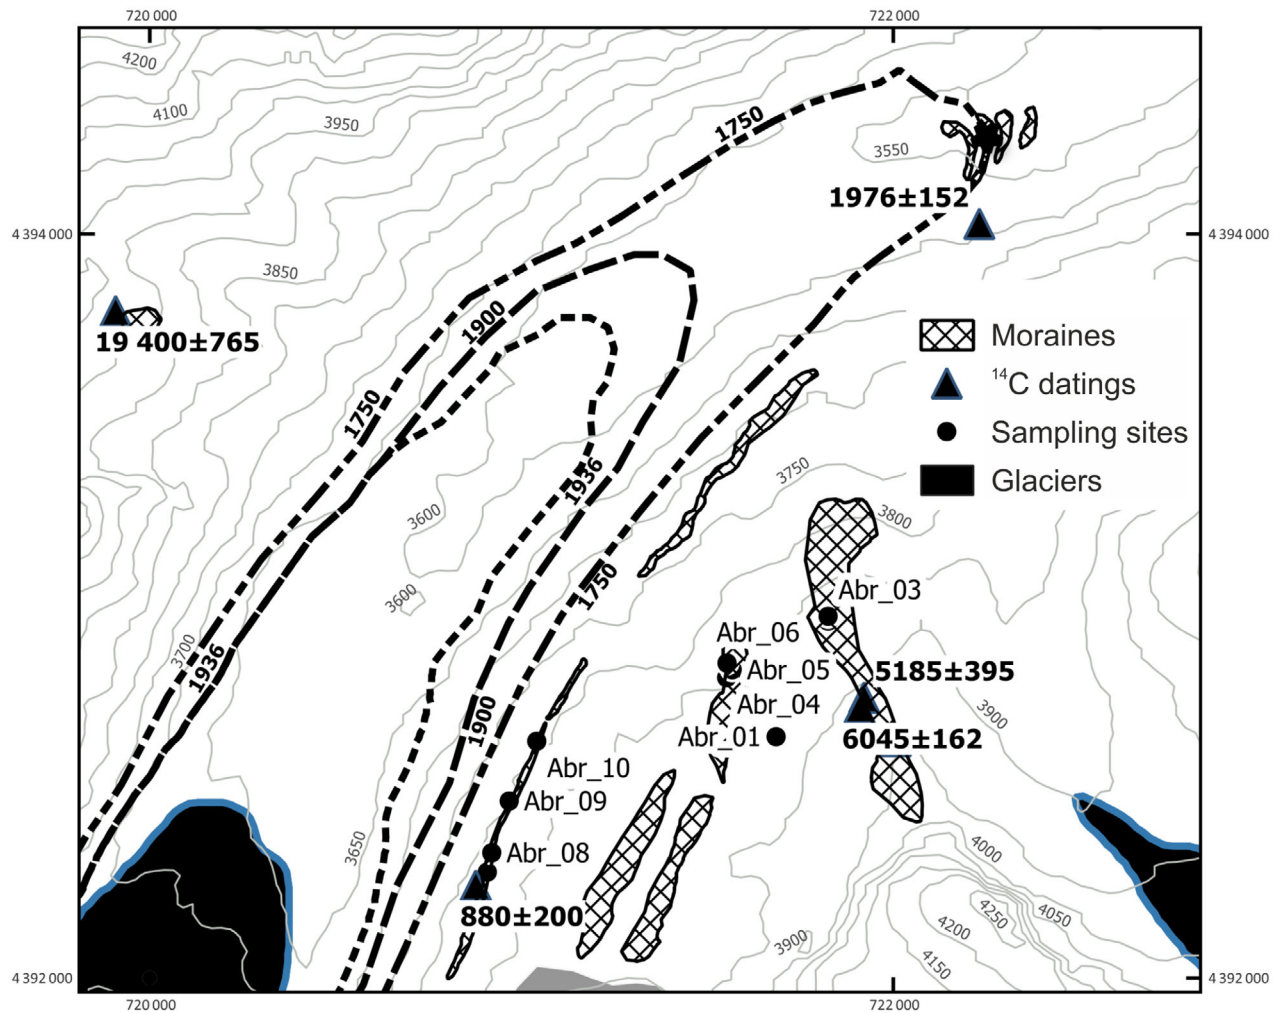 720 000
722 000
4200
4100
3950
1750
3550
1976±152
4 394 000
4 394 000
3850
1900
19 400±765
Moraines
14C datings
Sampling sites
Glaciers
1750
1936
3750
3600
3800
3600
1750
Abr_03
Abr_06
3700
1936
Abr_05
5185±395
Abr_04
3900
1900
Abr_01
6045±162
Abr_10
Abr_09
3650
Abr_08
4000
880±200
4250
4050
4200
3900
4150
4 392 000
4 392 000
720 000
722 000